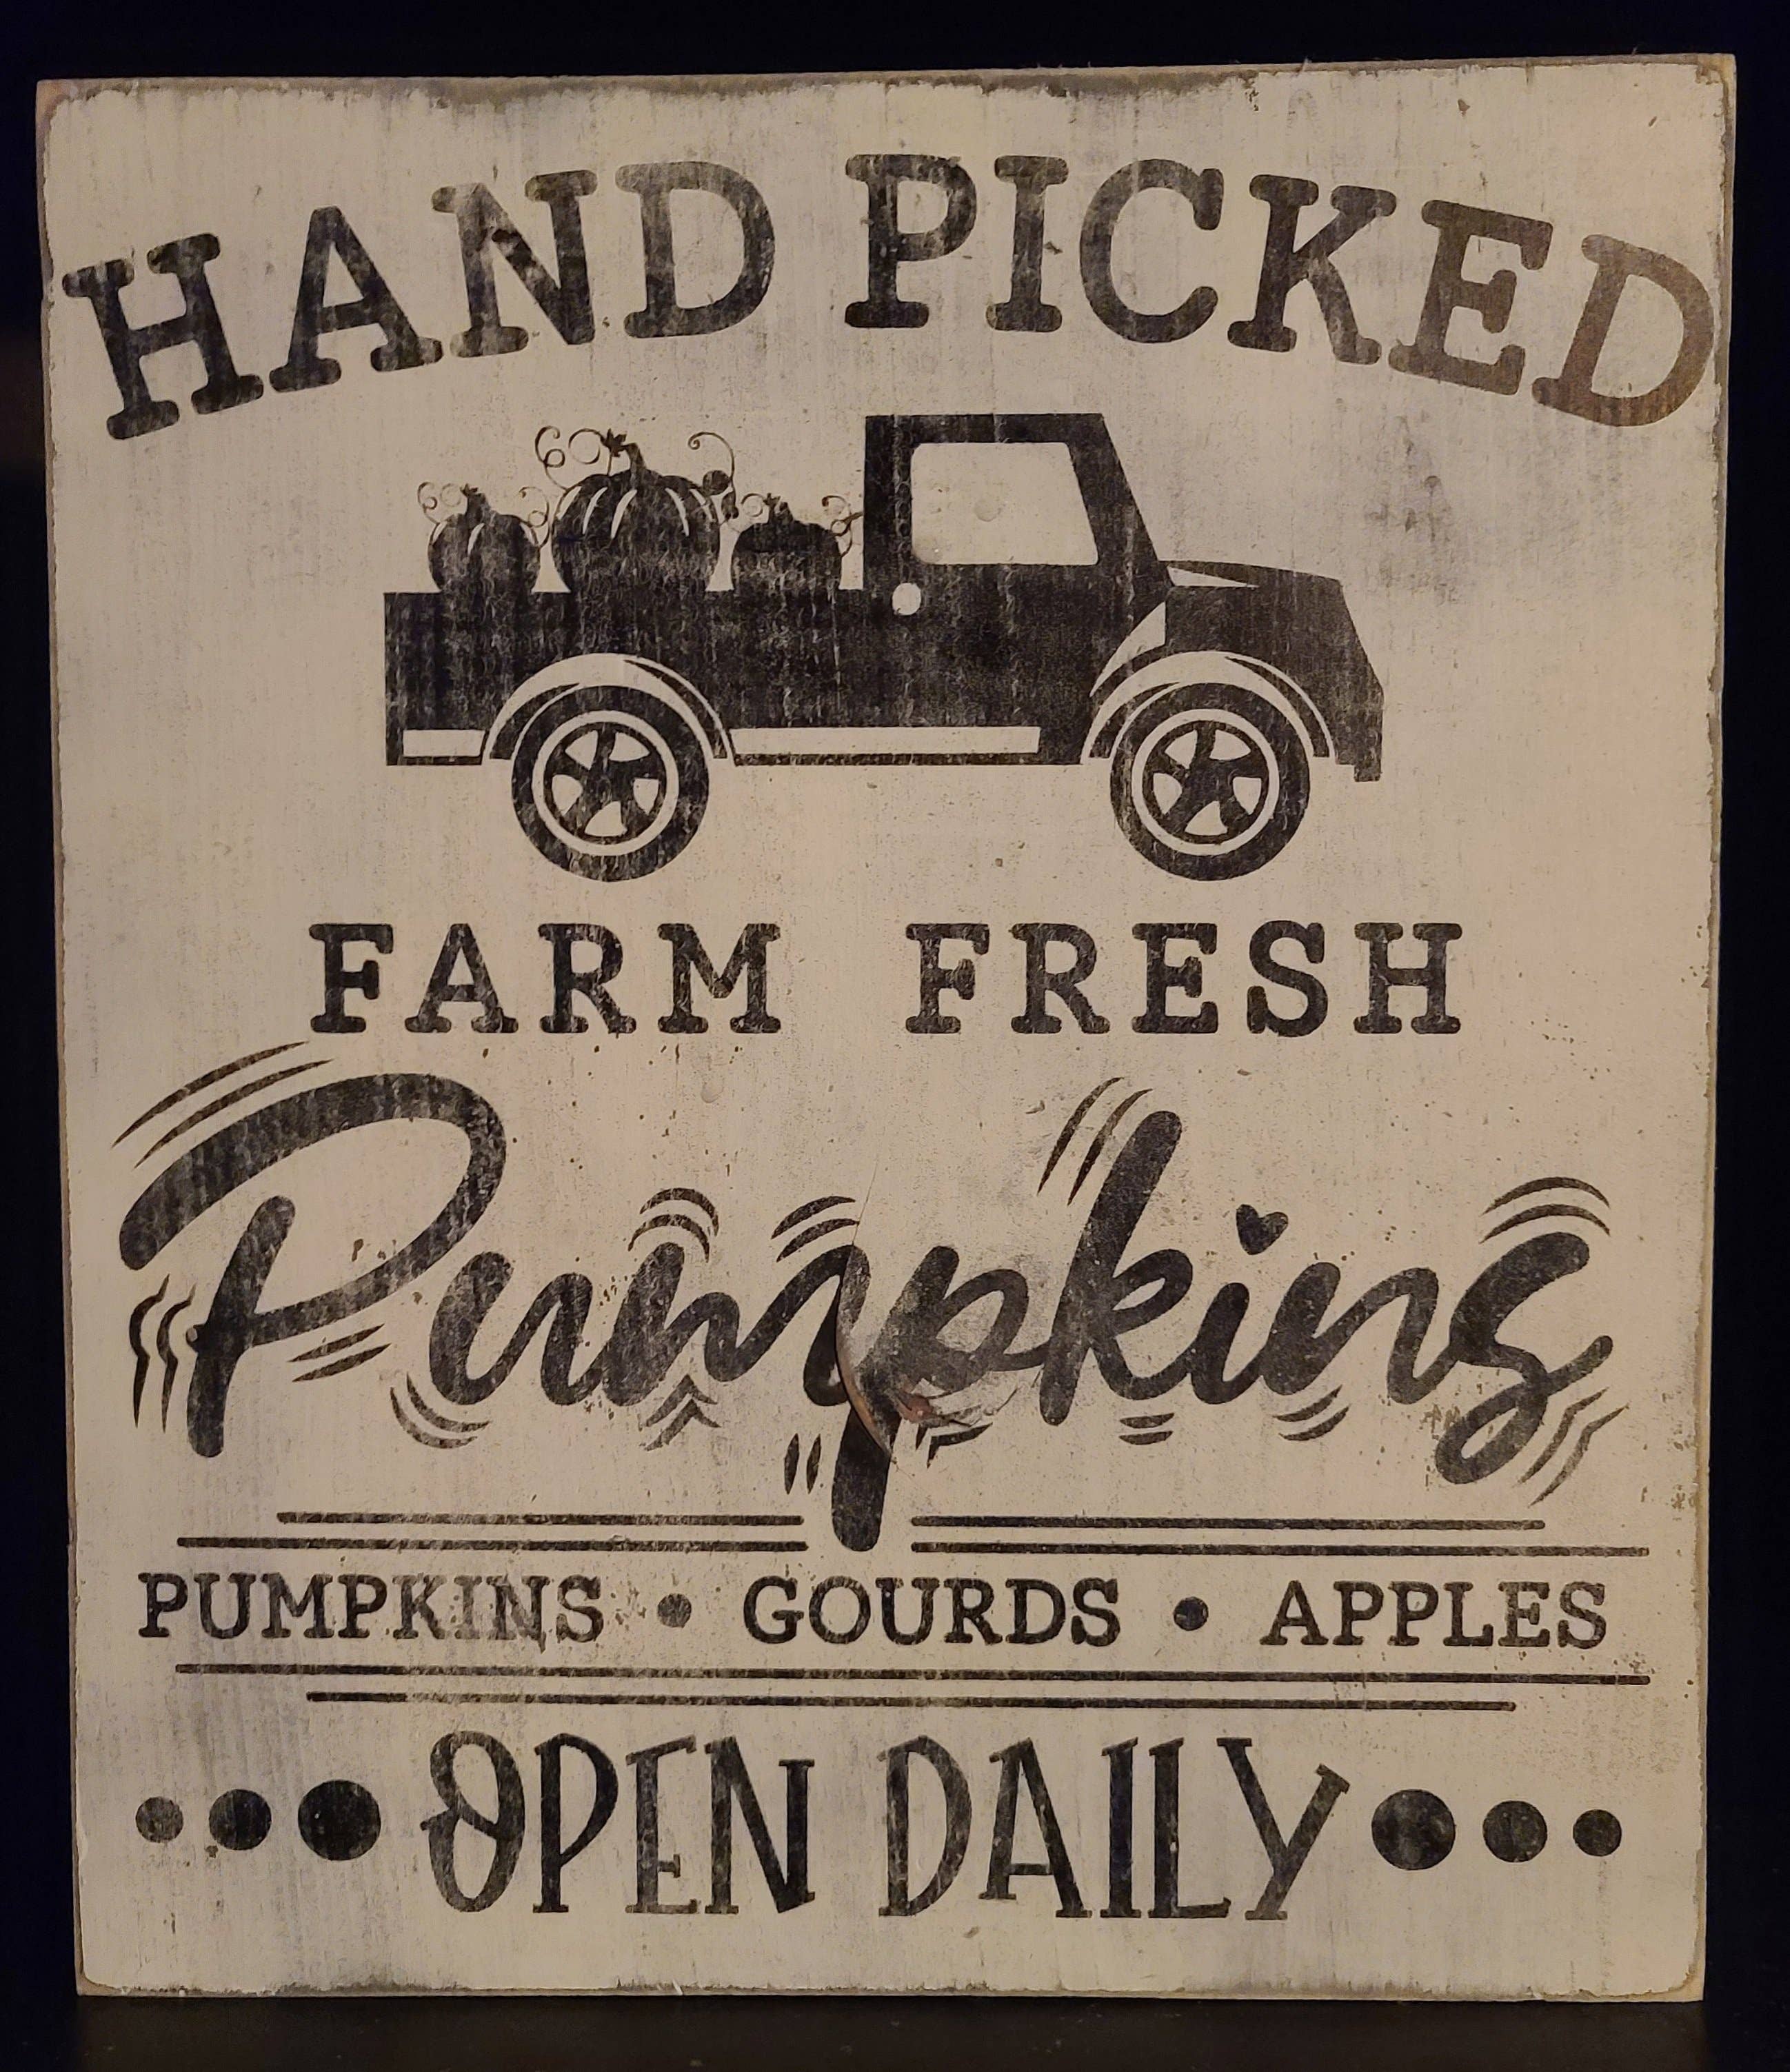 HAND PICKED
FARM FRESH
Pumpkins
PUMPKINS • GOURDS • APPLES
OPEN DAILY